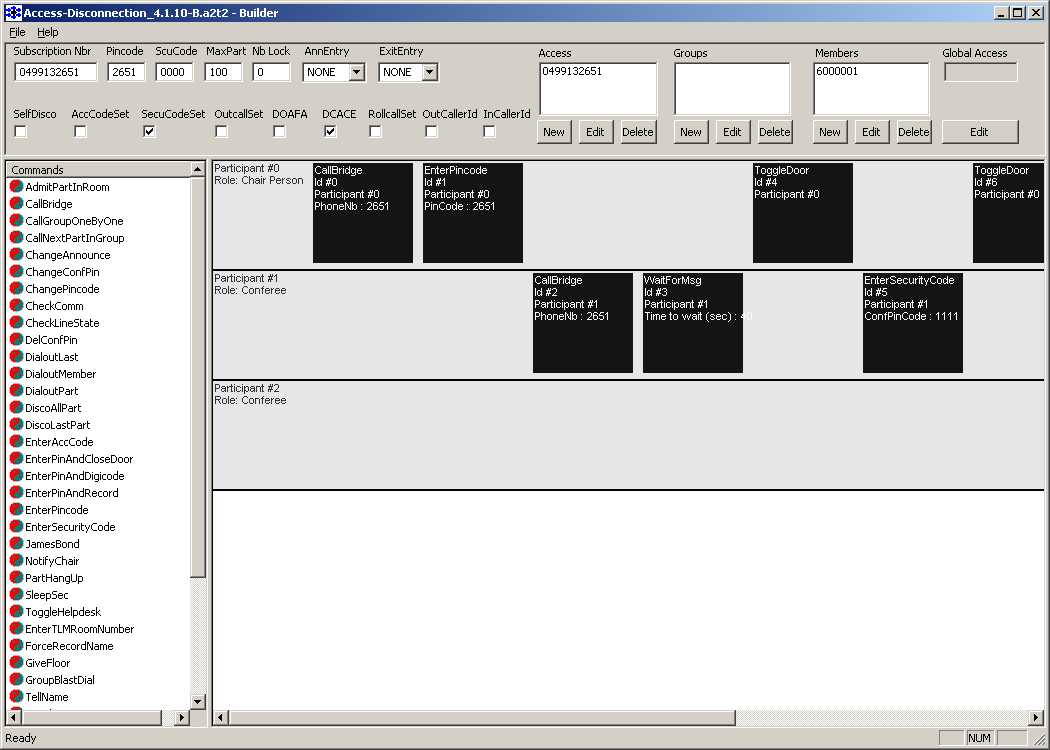 Access-Disconnection_4.1.10-B.a2t2 - Builder
File Help
Subscription Nbr Pincode ScuCode MaxPart Nb Lock AnnEntry ExitEntry Access Groups Members Global Access
0499132651 2651 0000 100 0 NONE NONE 0499132651 6000001
SelfDisco AccCodeSet SecuCodeSet OutcallSet DOAFA DCACE RollcallSet OutCallerId InCallerId
New Edit Delete New Edit Delete New Edit Delete Edit
Commands
AdmitPartInRoom
CallBridge
CallGroupOneByOne
CallNextPartInGroup
ChangeAnnounce
ChangeConfPin
ChangePincode
CheckComm
CheckLineState
DelConfPin
DialoutLast
DialoutMember
DialoutPart
DiscoAllPart
DiscoLastPart
EnterAccCode
EnterPinAndCloseDoor
EnterPinAndDigicode
EnterPinAndRecord
EnterPincode
EnterSecurityCode
JamesBond
NotifyChair
PartHangUp
SleepSec
ToggleHelpdesk
EnterTLMRoomNumber
ForceRecordName
GiveFloor
GroupBlastDial
TellName
Participant #0
Role: Chair Person
CallBridge
Id #0
Participant #0
PhoneNb : 2651
EnterPincode
Id #1
Participant #0
PinCode : 2651
ToggleDoor
Id #4
Participant #0
ToggleDoor
Id #6
Participant #0
Participant #1
Role: Conferee
CallBridge
Id #2
Participant #1
PhoneNb : 2651
WaitForMsg
Id #3
Participant #1
Time to wait (sec) : 40
EnterSecurityCode
Id #5
Participant #1
ConfPinCode : 1111
Participant #2
Role: Conferee
Ready
NUM